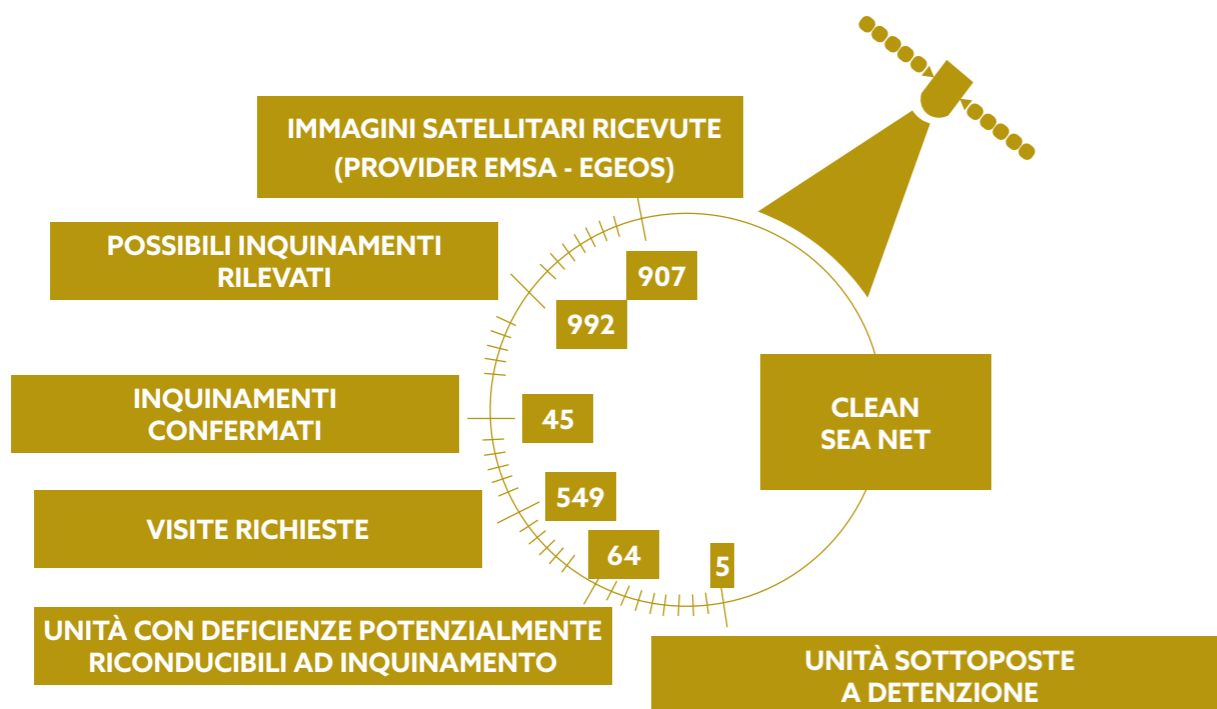 IMMAGINI SATELLITARI RICEVUTE
(PROVIDER EMSA - EGEOS)
907
POSSIBILI INQUINAMENTI
RILEVATI
992
INQUINAMENTI
CONFERMATI
45
CLEAN
SEA NET
VISITE RICHIESTE
549
UNITÀ CON DEFICIENZE POTENZIALMENTE
RICONDUCIBILI AD INQUINAMENTO
64
UNITÀ SOTTOPOSTE
A DETENZIONE
5